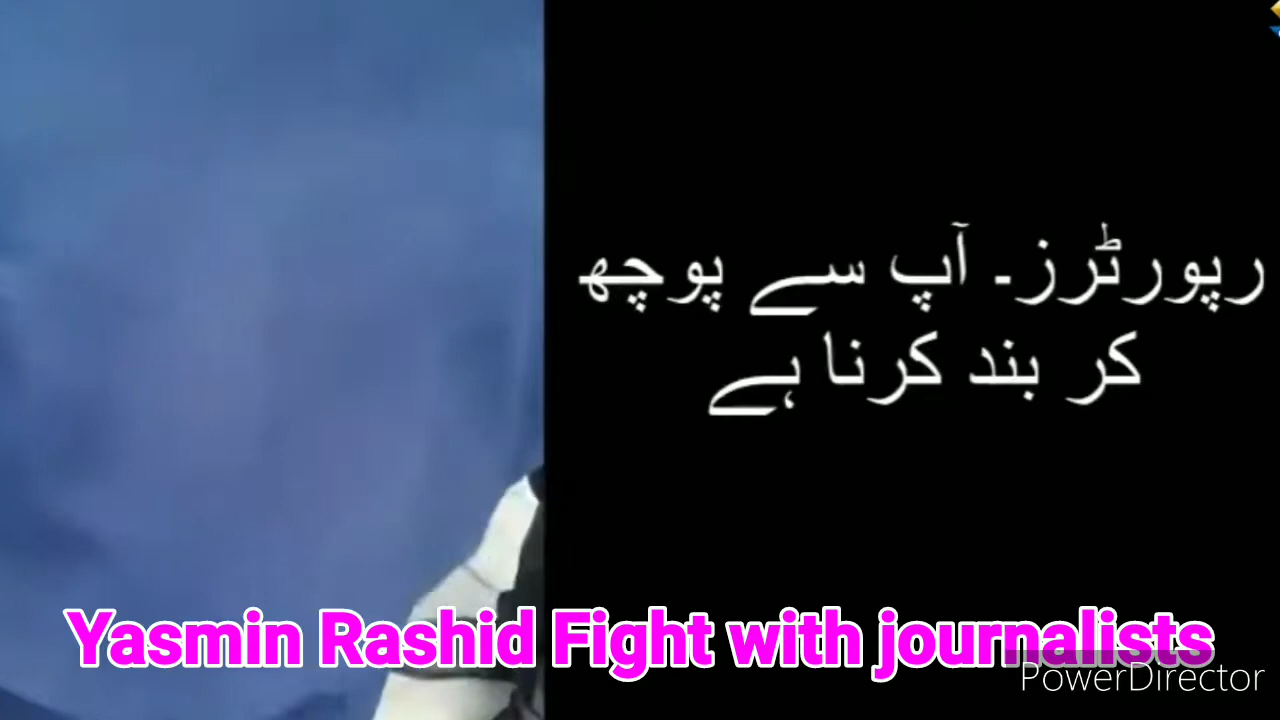 رپورٹرز۔ آپ سے پوچھ
کر بند کرنا ہے
Yasmin Rashid Fight with journalists
PowerDirector